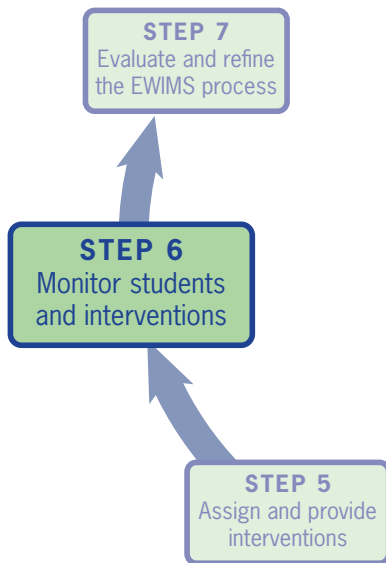 STEP 7
Evaluate and refine
the EWIMS process
STEP 6
Monitor students
and interventions
STEP 5
Assign and provide
interventions